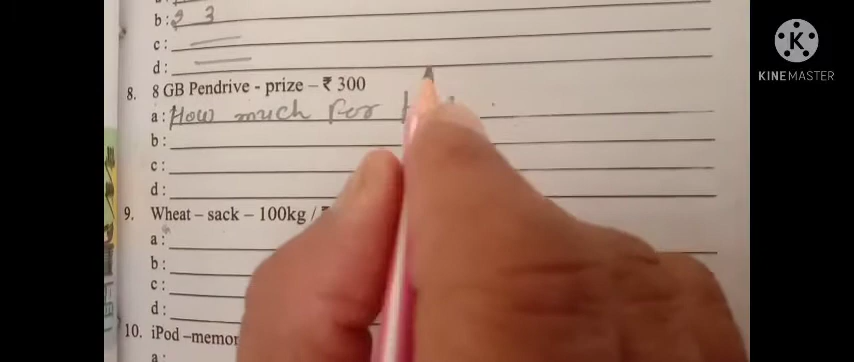 b: 2 3
c:
d:
8. 8 GB Pendrive - prize – ₹ 300
a: How much for
b:
c:
d:
9. Wheat – sack – 100kg /
a:
b:
c:
d:
10. iPod –memor
a:
K
KINEMASTER